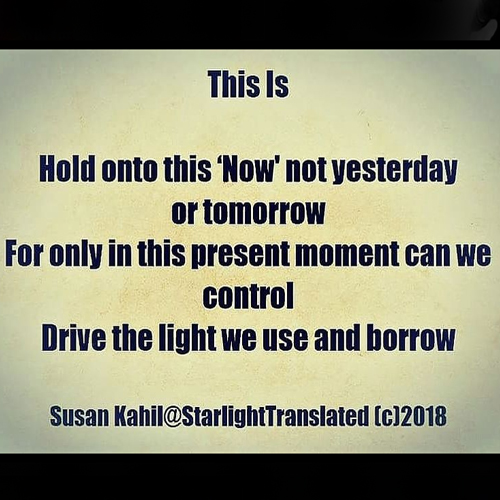 This Is
Hold onto this ‘Now' not yesterday
or tomorrow
For only in this present moment can we
control
Drive the light we use and borrow
Susan Kahil@StarlightTranslated (c)2018